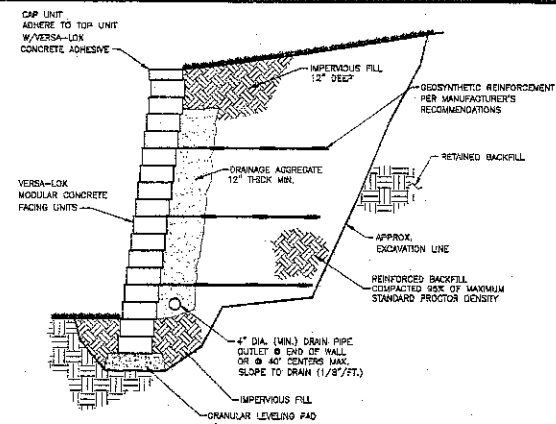 CAP UNIT
ADHERE TO TOP UNIT
W/VERSA-LOK
CONCRETE ADHESIVE
IMPERVIOUS FILL
12" DEEP
GEOSYNTHETIC REINFORCEMENT
PER MANUFACTURER'S
RECOMMENDATIONS
DRAINAGE AGGREGATE
12" THICK MIN.
RETAINED BACKFILL
VERSA-LOK
MODULAR CONCRETE
FACING UNITS
APPROX.
EXCAVATION LINE
REINFORCED BACKFILL
COMPACTED 95% OF MAXIMUM
STANDARD PROCTOR DENSITY
4" DIA. (MIN.) DRAIN PIPE
OUTLET @ END OF WALL
OR @ 40' CENTERS MAX.
SLOPE TO DRAIN (1/8"/FT.)
IMPERVIOUS FILL
GRANULAR LEVELING PAD